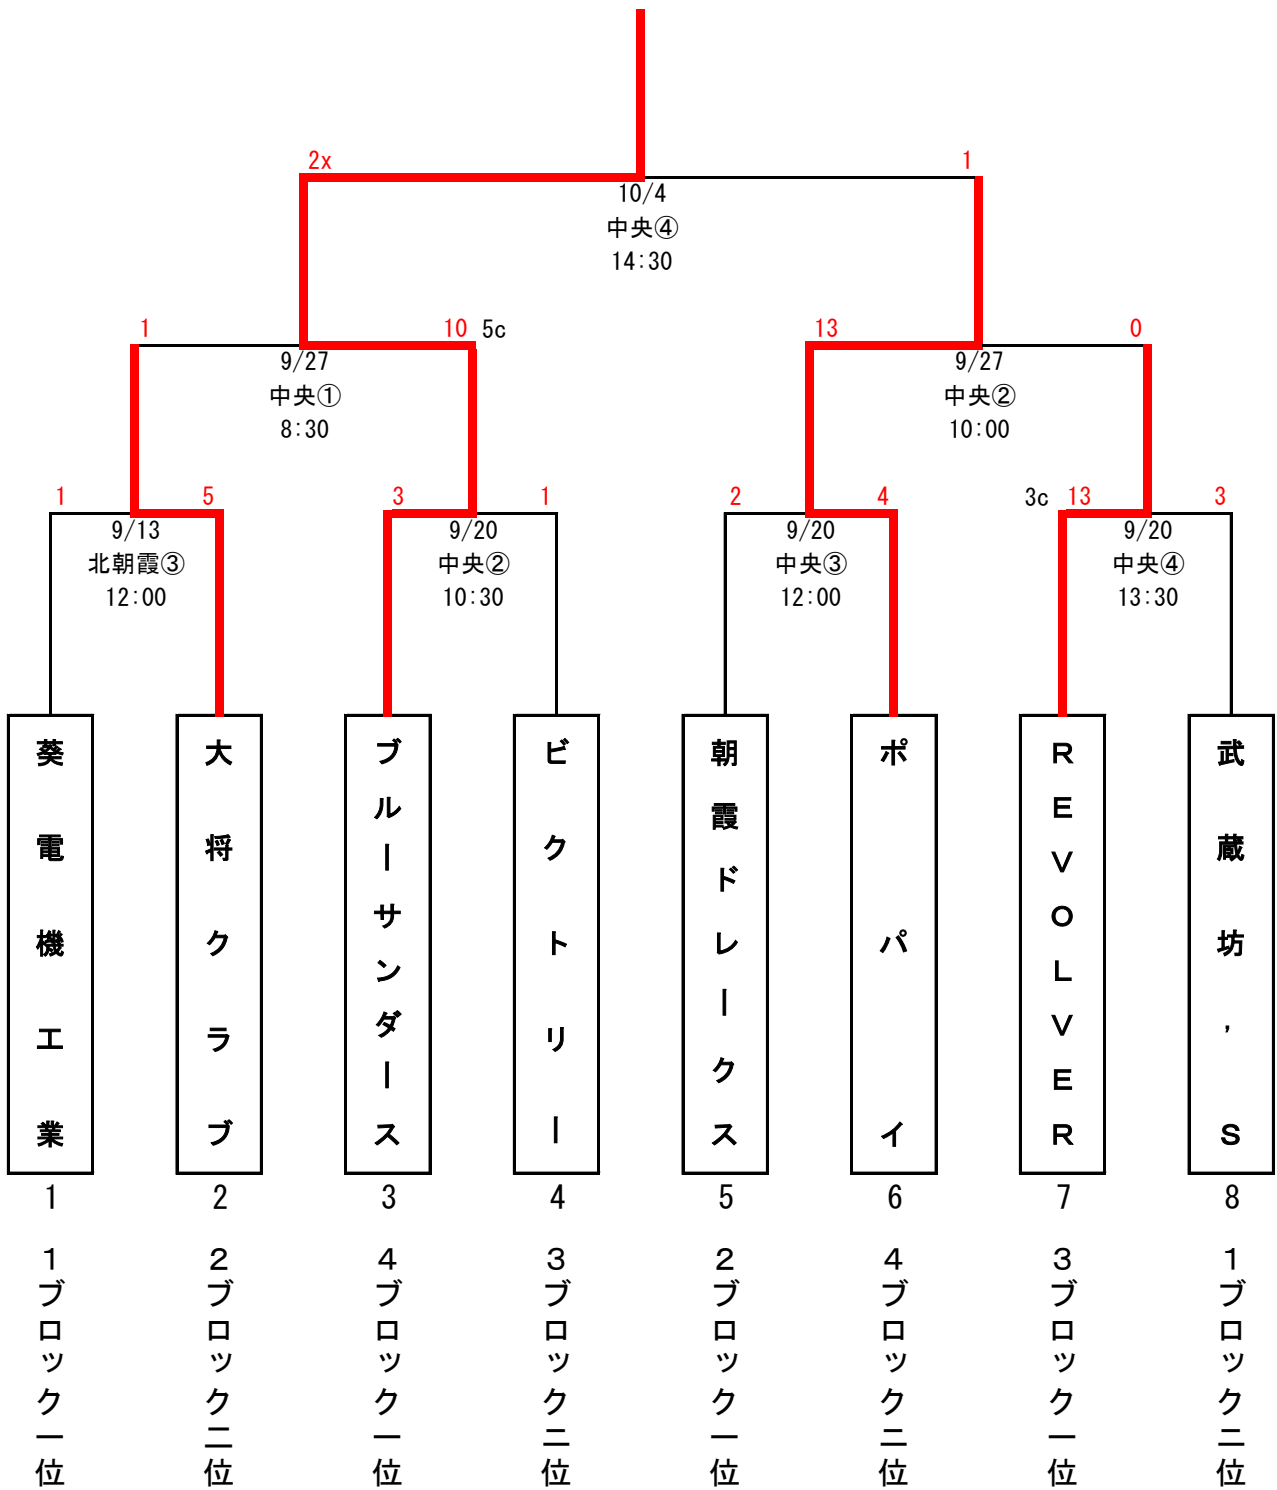 2x
1
10/4
中央④
14:30
1
10
5c
13
0
9/27
中央①
8:30
9/27
中央②
10:00
1
5
3
1
2
4
3c
13
3
9/13
北朝霞③
12:00
9/20
中央②
10:30
9/20
中央③
12:00
9/20
中央④
13:30
葵電機工業
大将クラブ
ブルーサンダース
ビクトリー
朝霞ドレークス
ポパイ
REVOLVER
武蔵坊,S
1
2
3
4
5
6
7
8
1ブロック一位
2ブロック二位
4ブロック一位
3ブロック二位
2ブロック一位
4ブロック二位
3ブロック一位
1ブロック二位